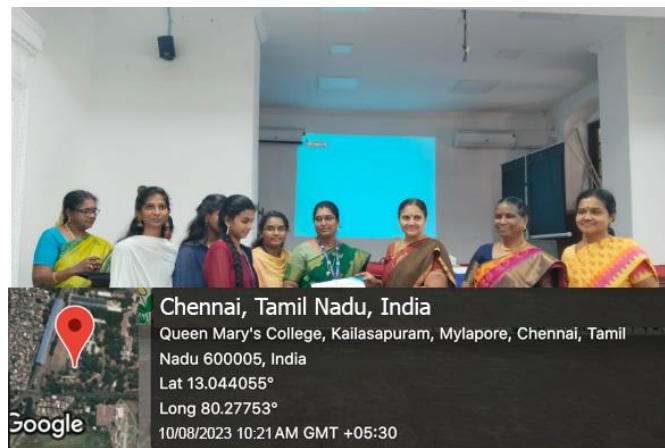 Chennai, Tamil Nadu, India
Queen Mary's College, Kailasapuram, Mylapore, Chennai, Tamil
Nadu 600005, India
Lat 13.044055°
Long 80.27753°
10/08/2023 10:21 AM GMT +05:30
Google